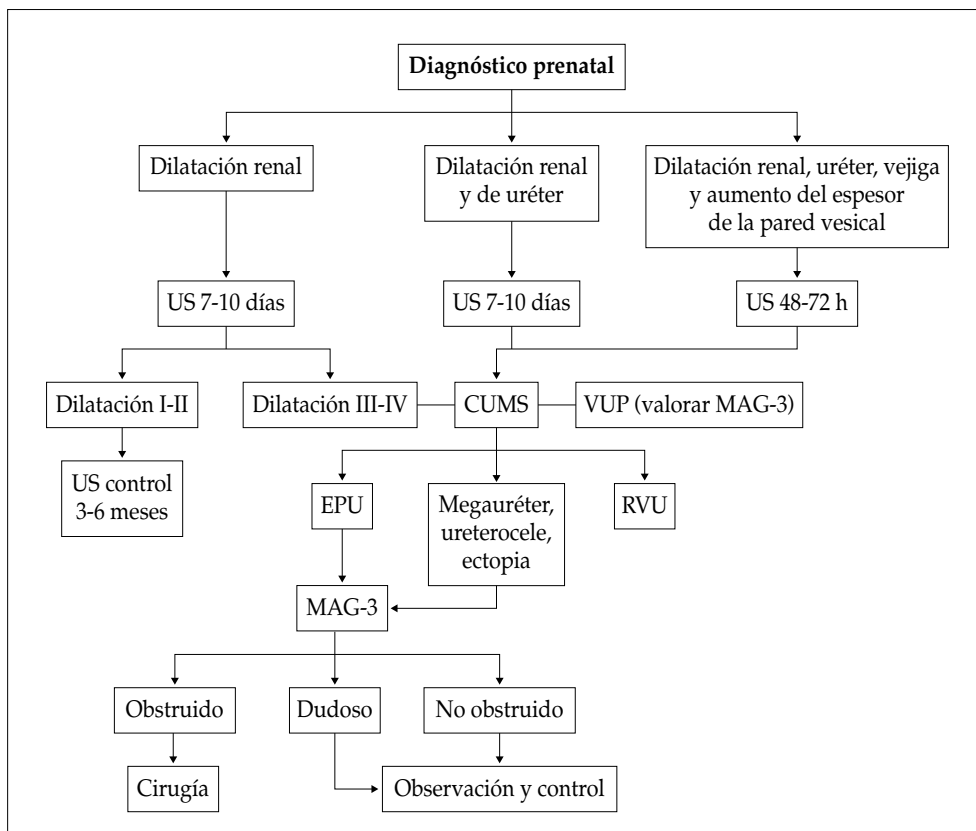 Diagnóstico prenatal
Dilatación renal
Dilatación renal
y de uréter
Dilatación renal, uréter, vejiga
y aumento del espesor
de la pared vesical
US 7-10 días
US 7-10 días
US 48-72 h
Dilatación I-II
Dilatación III-IV
CUMS
VUP (valorar MAG-3)
US control
3-6 meses
EPU
Megauréter,
ureterocele,
ectopia
RVU
MAG-3
Obstruido
Dudoso
No obstruido
Cirugía
Observación y control